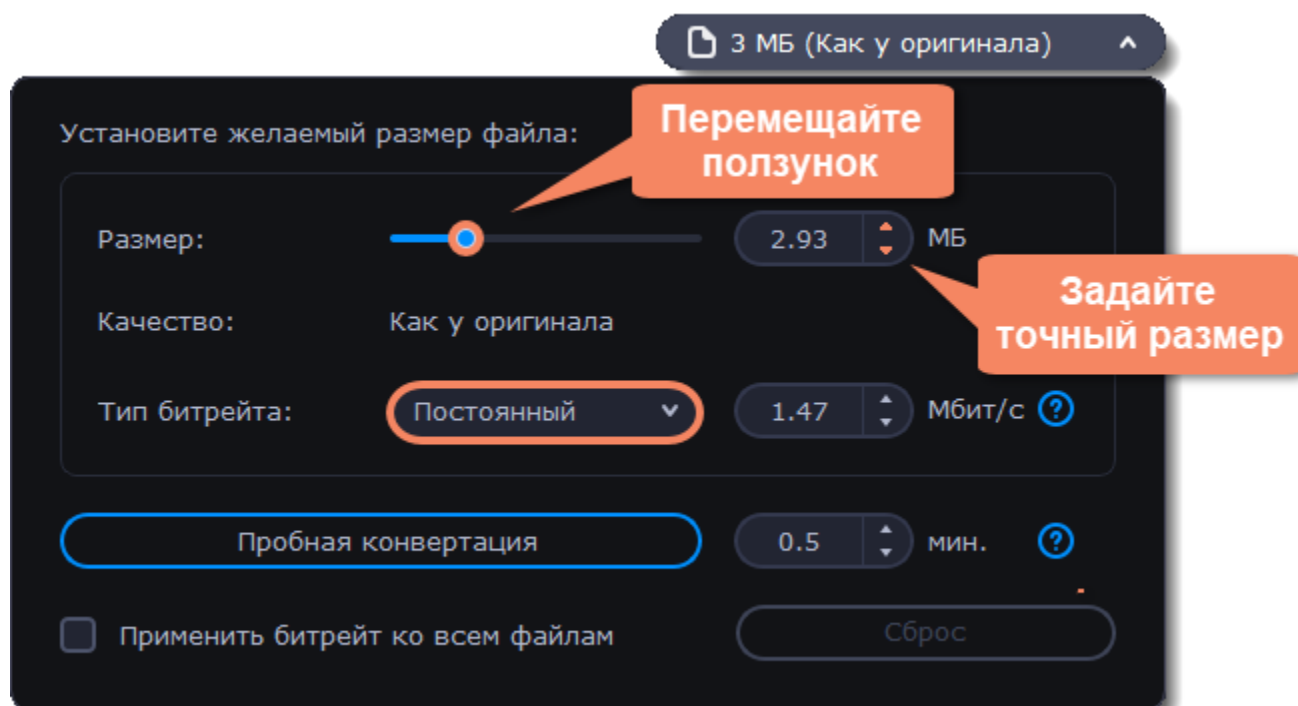 3 МБ (Как у оригинала)
Установите желаемый размер файла:
Перемещайте
ползунок
Размер:
2.93 МБ
Задайте
точный размер
Качество: Как у оригинала
Тип битрейта: Постоянный 1.47 Мбит/с ?
Пробная конвертация 0.5 мин. ?
Применить битрейт ко всем файлам Сброс